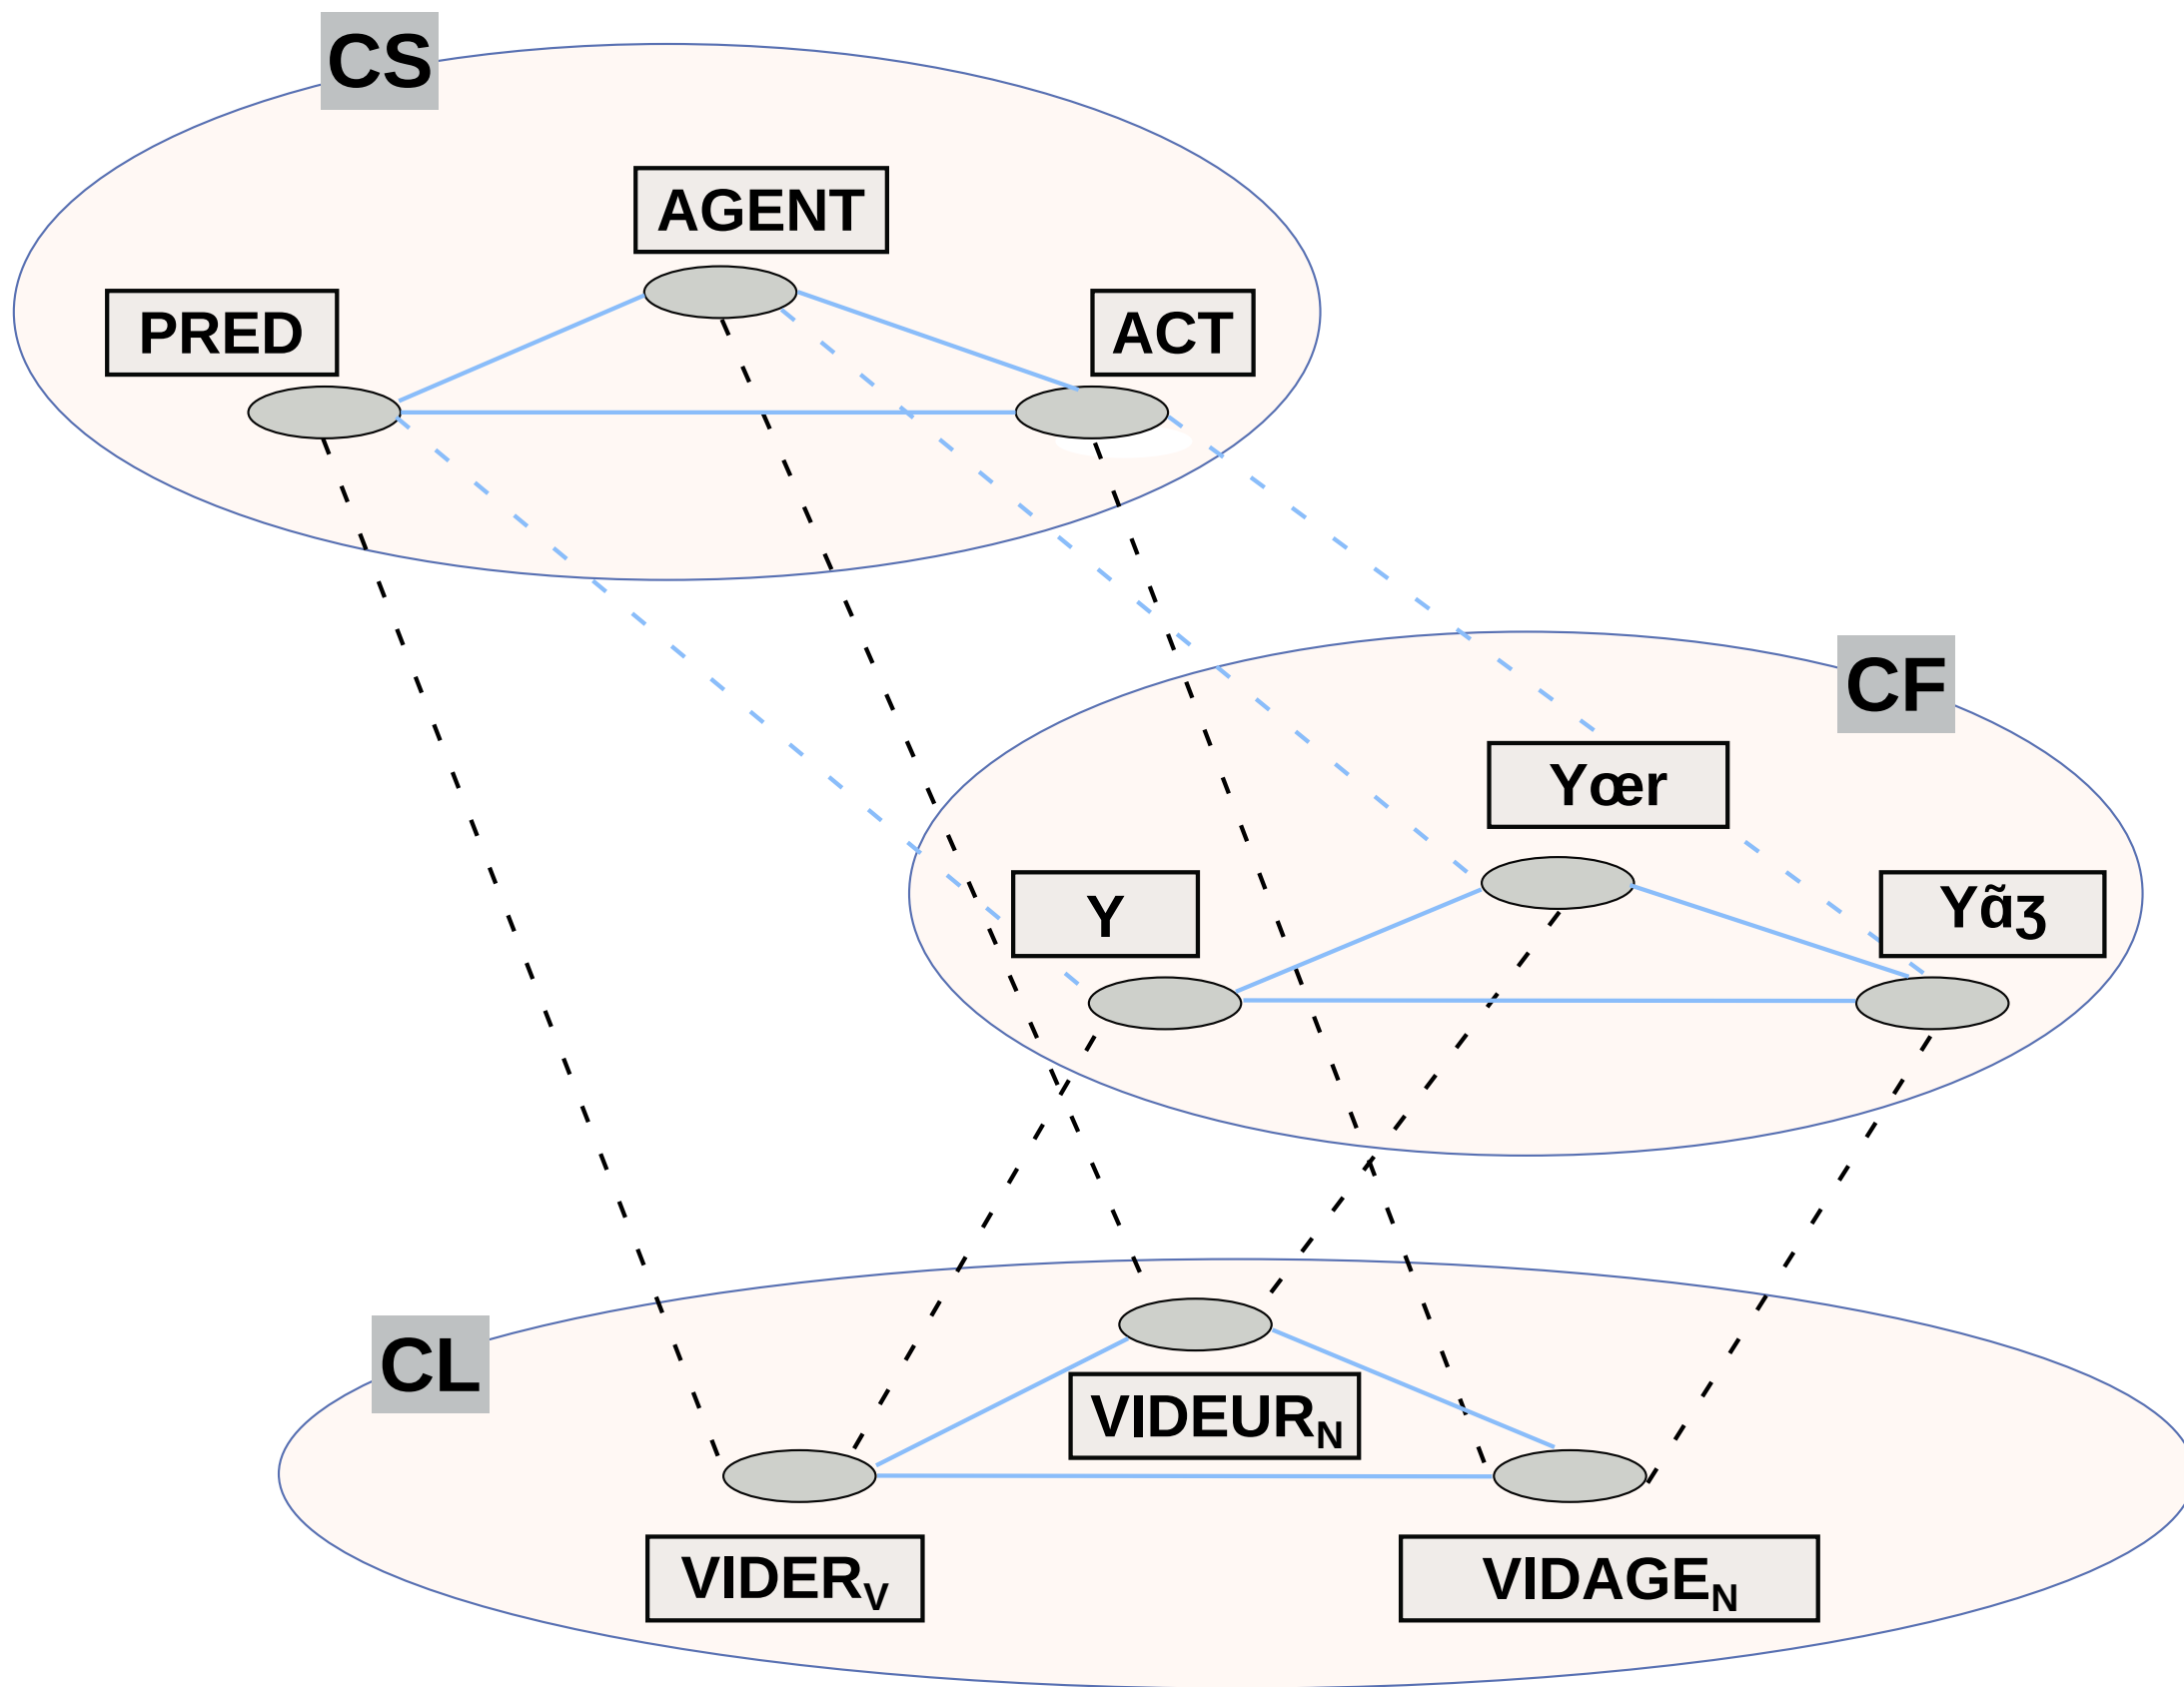 CS
AGENT
PRED
ACT
CF
Yœr
Y
Yɑ̃ʒ
CL
VIDEURN
VIDERV
VIDAGEN